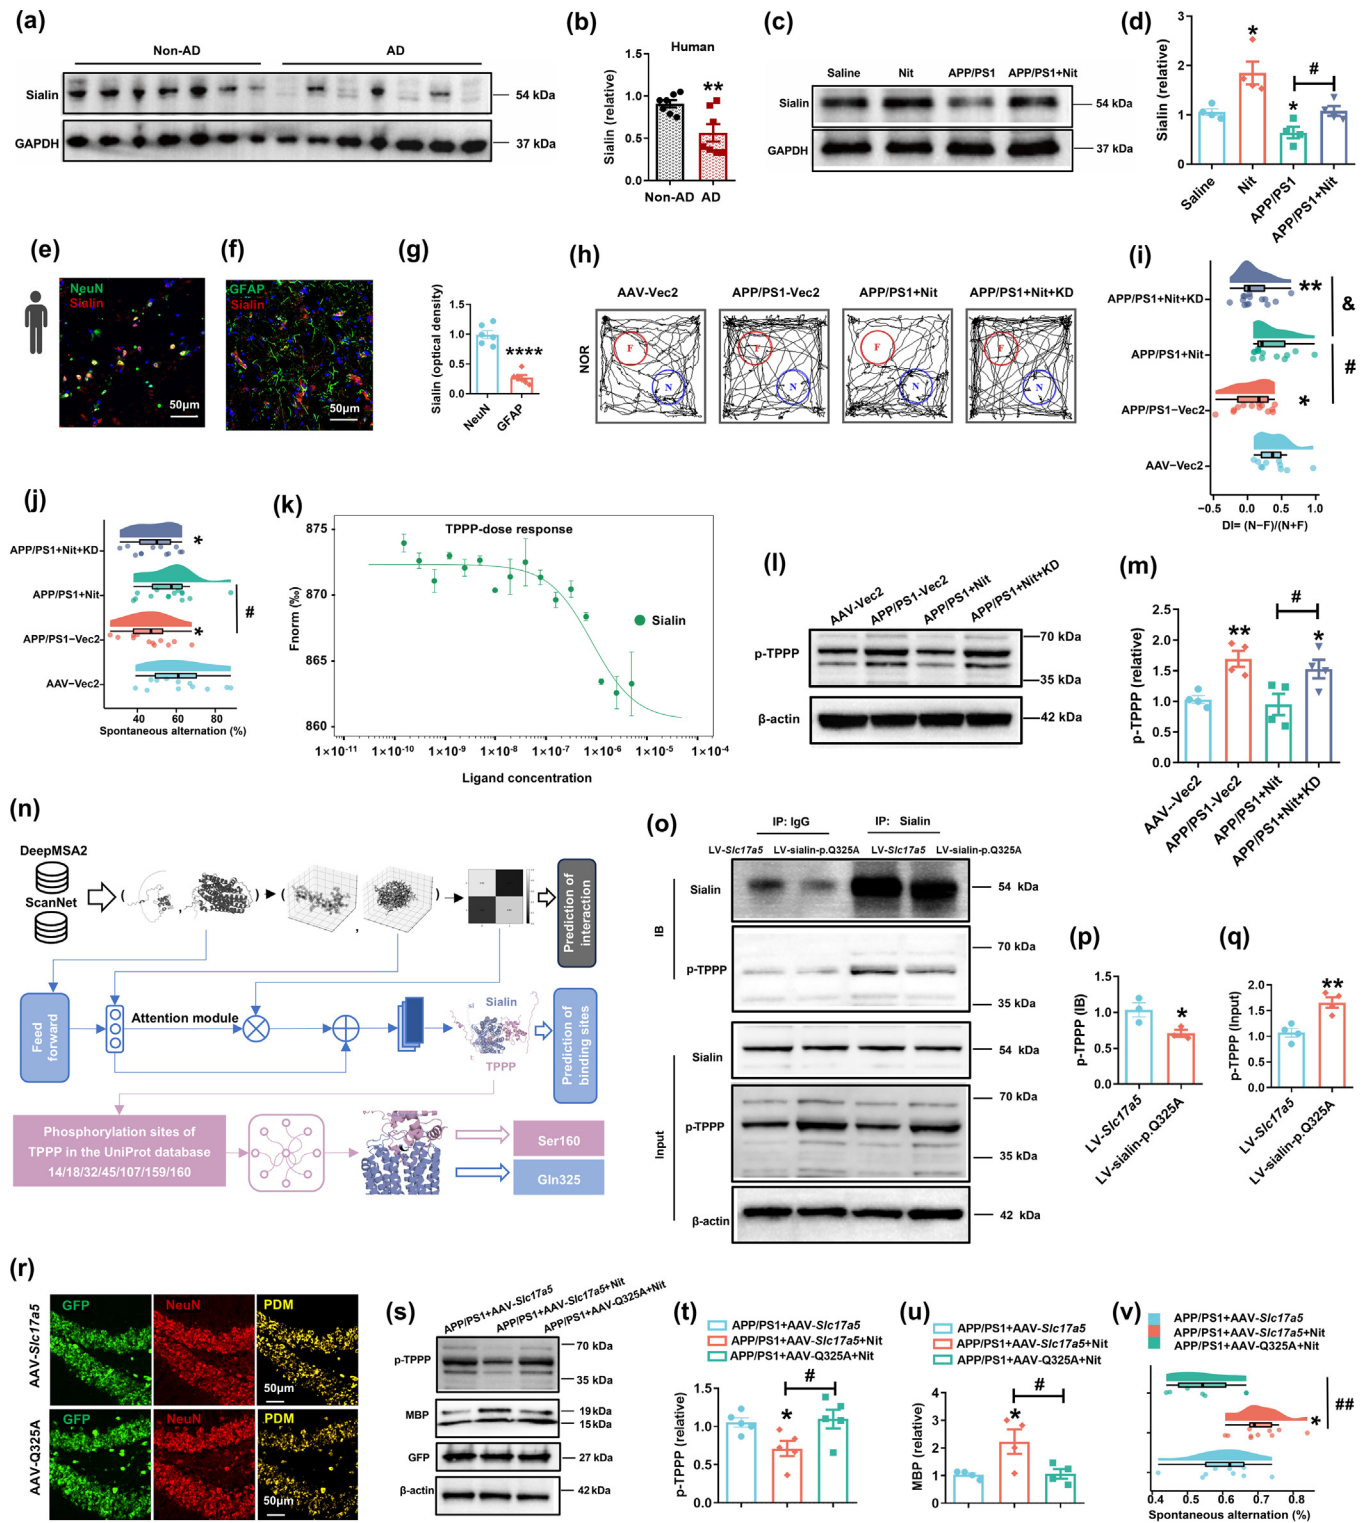 (a)
Non-AD AD
Sialin 54 kDa
GAPDH 37 kDa
(b)
Human
Sialin (relative)
1.5
1.0
0.5
0.0
**
Non-AD AD
(c)
Saline Nit APP/PS1 APP/PS1+Nit
Sialin 54 kDa
GAPDH 37 kDa
(d)
Sialin (relative)
3
2
1
0
* * #
Saline Nit APP/PS1 APP/PS1+Nit
(e)
NeuN
Sialin
50μm
(f)
GFAP
Sialin
50μm
(g)
Sialin (optical density)
1.5
1.0
0.5
0.0
****
NeuN GFAP
(h)
AAV-Vec2 APP/PS1-Vec2 APP/PS1+Nit APP/PS1+Nit+KD
NOR
F F F F
N N N N
(i)
APP/PS1+Nit+KD ** &
APP/PS1+Nit #
APP/PS1−Vec2 *
AAV−Vec2
−0.5 0.0 0.5 1.0
DI= (N−F)/(N+F)
(j)
APP/PS1+Nit+KD *
APP/PS1+Nit #
APP/PS1−Vec2 *
AAV−Vec2
40 60 80
Spontaneous alternation (%)
(k)
TPPP-dose response
Fnorm (‰)
875
870
865
860
Sialin
1×10-11 1×10-10 1×10-9 1×10-8 1×10-7 1×10-6 1×10-5 1×10-4
Ligand concentration
(l)
AAV-Vec2 APP/PS1-Vec2 APP/PS1+Nit APP/PS1+Nit+KD
70 kDa
p-TPPP
35 kDa
β-actin 42 kDa
(m)
p-TPPP (relative)
2.5
2.0
1.5
1.0
0.5
0.0
** # *
AAV--Vec2 APP/PS1-Vec2 APP/PS1+Nit APP/PS1+Nit+KD
(n)
DeepMSA2
ScanNet
( , )
( , )
Prediction of
interaction
Feed
forward
Attention module
si
Sialin
TPPP
Prediction of
binding sites
Phosphorylation sites of
TPPP in the UniProt database
14/18/32/45/107/159/160
Ser160
Gln325
(o)
IP: IgG IP: Sialin
LV-Slc17a5 LV-sialin-p.Q325A LV-Slc17a5 LV-sialin-p.Q325A
IB
Sialin 54 kDa
70 kDa
p-TPPP
35 kDa
Input
Sialin 54 kDa
70 kDa
p-TPPP
35 kDa
β-actin 42 kDa
(p)
p-TPPP (IB)
1.5
1.0
0.5
0.0
*
LV-Slc17a5 LV-sialin-p.Q325A
(q)
p-TPPP (Input)
2.0
1.5
1.0
0.5
0.0
**
LV-Slc17a5 LV-sialin-p.Q325A
(r)
AAV-Slc17a5
GFP NeuN PDM
50μm
AAV-Q325A
GFP NeuN PDM
50μm
(s)
APP/PS1+AAV-Slc17a5 APP/PS1+AAV-Slc17a5+Nit APP/PS1+AAV-Q325A+Nit
70 kDa
p-TPPP
35 kDa
MBP 19 kDa
15 kDa
GFP 27 kDa
β-actin 42 kDa
(t)
APP/PS1+AAV-Slc17a5
APP/PS1+AAV-Slc17a5+Nit
APP/PS1+AAV-Q325A+Nit
p-TPPP (relative)
1.5
1.0
0.5
0.0
* #
(u)
APP/PS1+AAV-Slc17a5
APP/PS1+AAV-Slc17a5+Nit
APP/PS1+AAV-Q325A+Nit
MBP (relative)
6
4
2
0
* #
(v)
APP/PS1+AAV-Slc17a5
APP/PS1+AAV-Slc17a5+Nit
APP/PS1+AAV-Q325A+Nit
##
*
0.4 0.5 0.6 0.7 0.8
Spontaneous alternation (%)